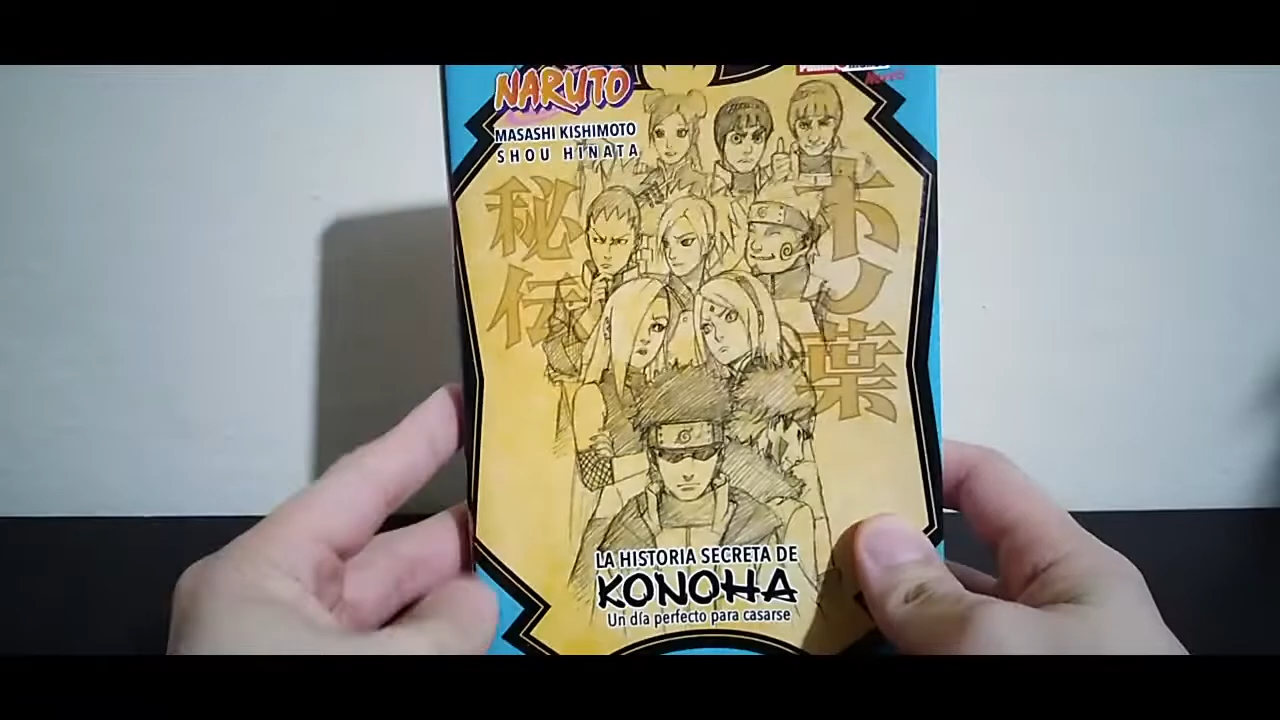 NARUTO
MASASHI KISHIMOTO
SHOU HINATA
木ノ葉
秘伝
LA HISTORIA SECRETA DE
KONOHA
Un día perfecto para casarse